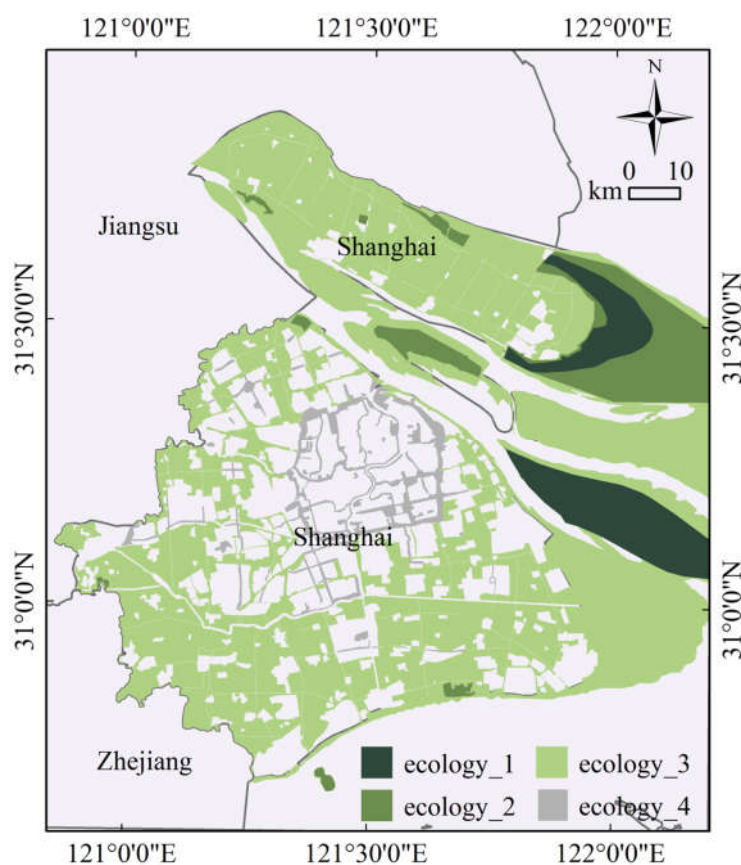 121°0'0"E 121°30'0"E 122°0'0"E
N
0 10
km
Jiangsu
Shanghai
31°30'0"N 31°30'0"N
Shanghai
31°0'0"N 31°0'0"N
Zhejiang
ecology_1 ecology_3
ecology_2 ecology_4
121°0'0"E 121°30'0"E 122°0'0"E